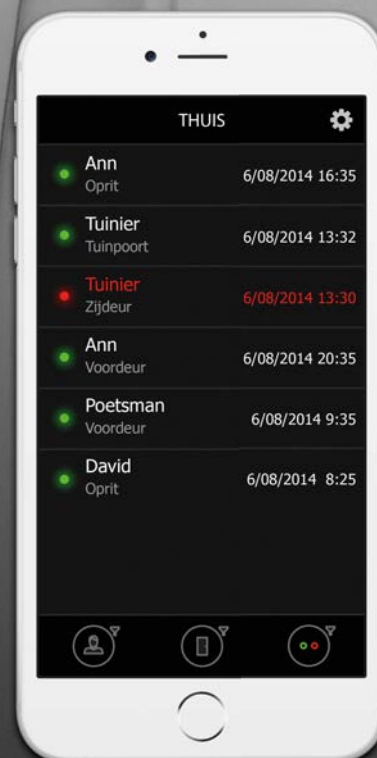 THUIS
Ann
Oprit
6/08/2014 16:35
Tuinier
Tuinpoort
6/08/2014 13:32
Tuinier
Zijdeur
6/08/2014 13:30
Ann
Voordeur
6/08/2014 20:35
Poetsman
Voordeur
6/08/2014 9:35
David
Oprit
6/08/2014 8:25